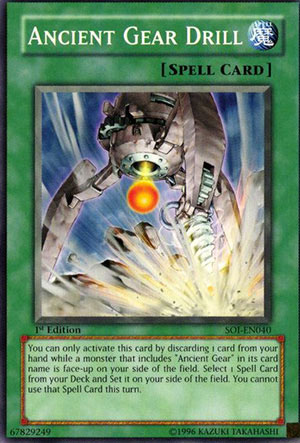 ANCIENT GEAR DRILL 魔
[SPELL CARD]
1st Edition SOI-EN040
You can only activate this card by discarding 1 card from your
hand while a monster that includes "Ancient Gear" in its card
name is face-up on your side of the field. Select 1 Spell Card
from your Deck and Set it on your side of the field. You cannot
use that Spell Card this turn.
67829249 ©1996 KAZUKI TAKAHASHI